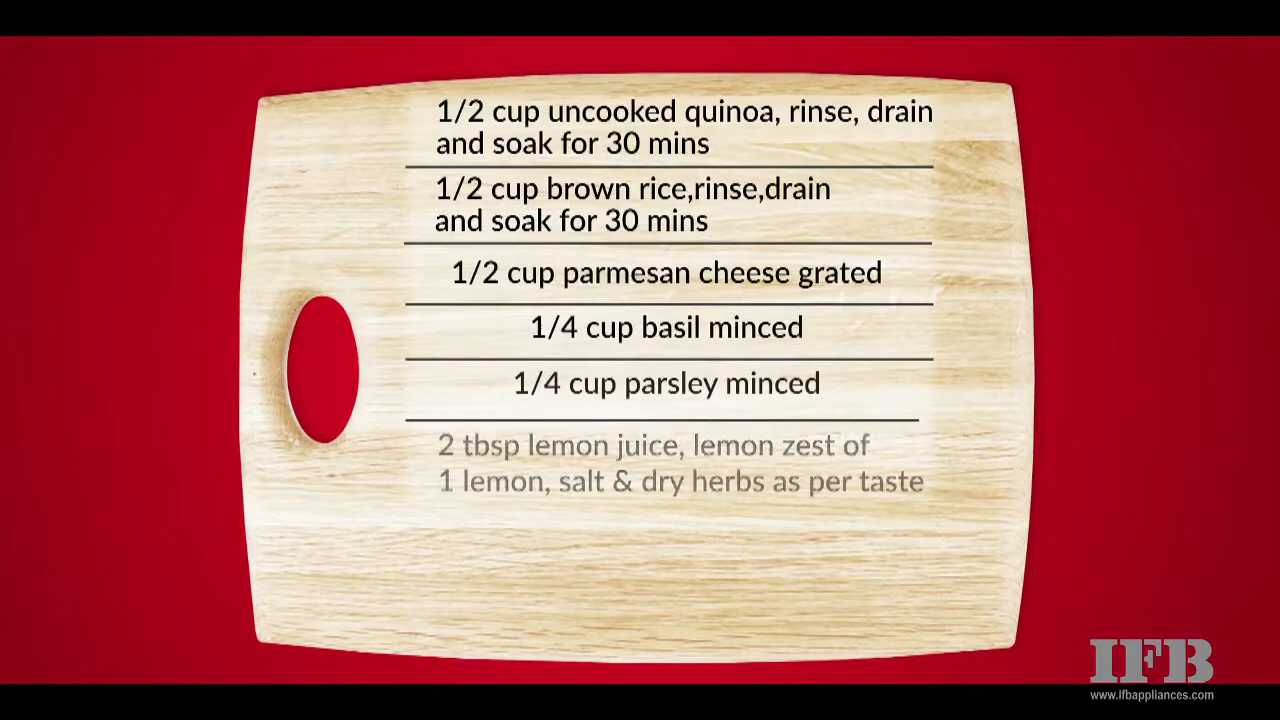 1/2 cup uncooked quinoa, rinse, drain
and soak for 30 mins
1/2 cup brown rice,rinse,drain
and soak for 30 mins
1/2 cup parmesan cheese grated
1/4 cup basil minced
1/4 cup parsley minced
2 tbsp lemon juice, lemon zest of
1 lemon, salt & dry herbs as per taste
IFB
www.ifbappliances.com